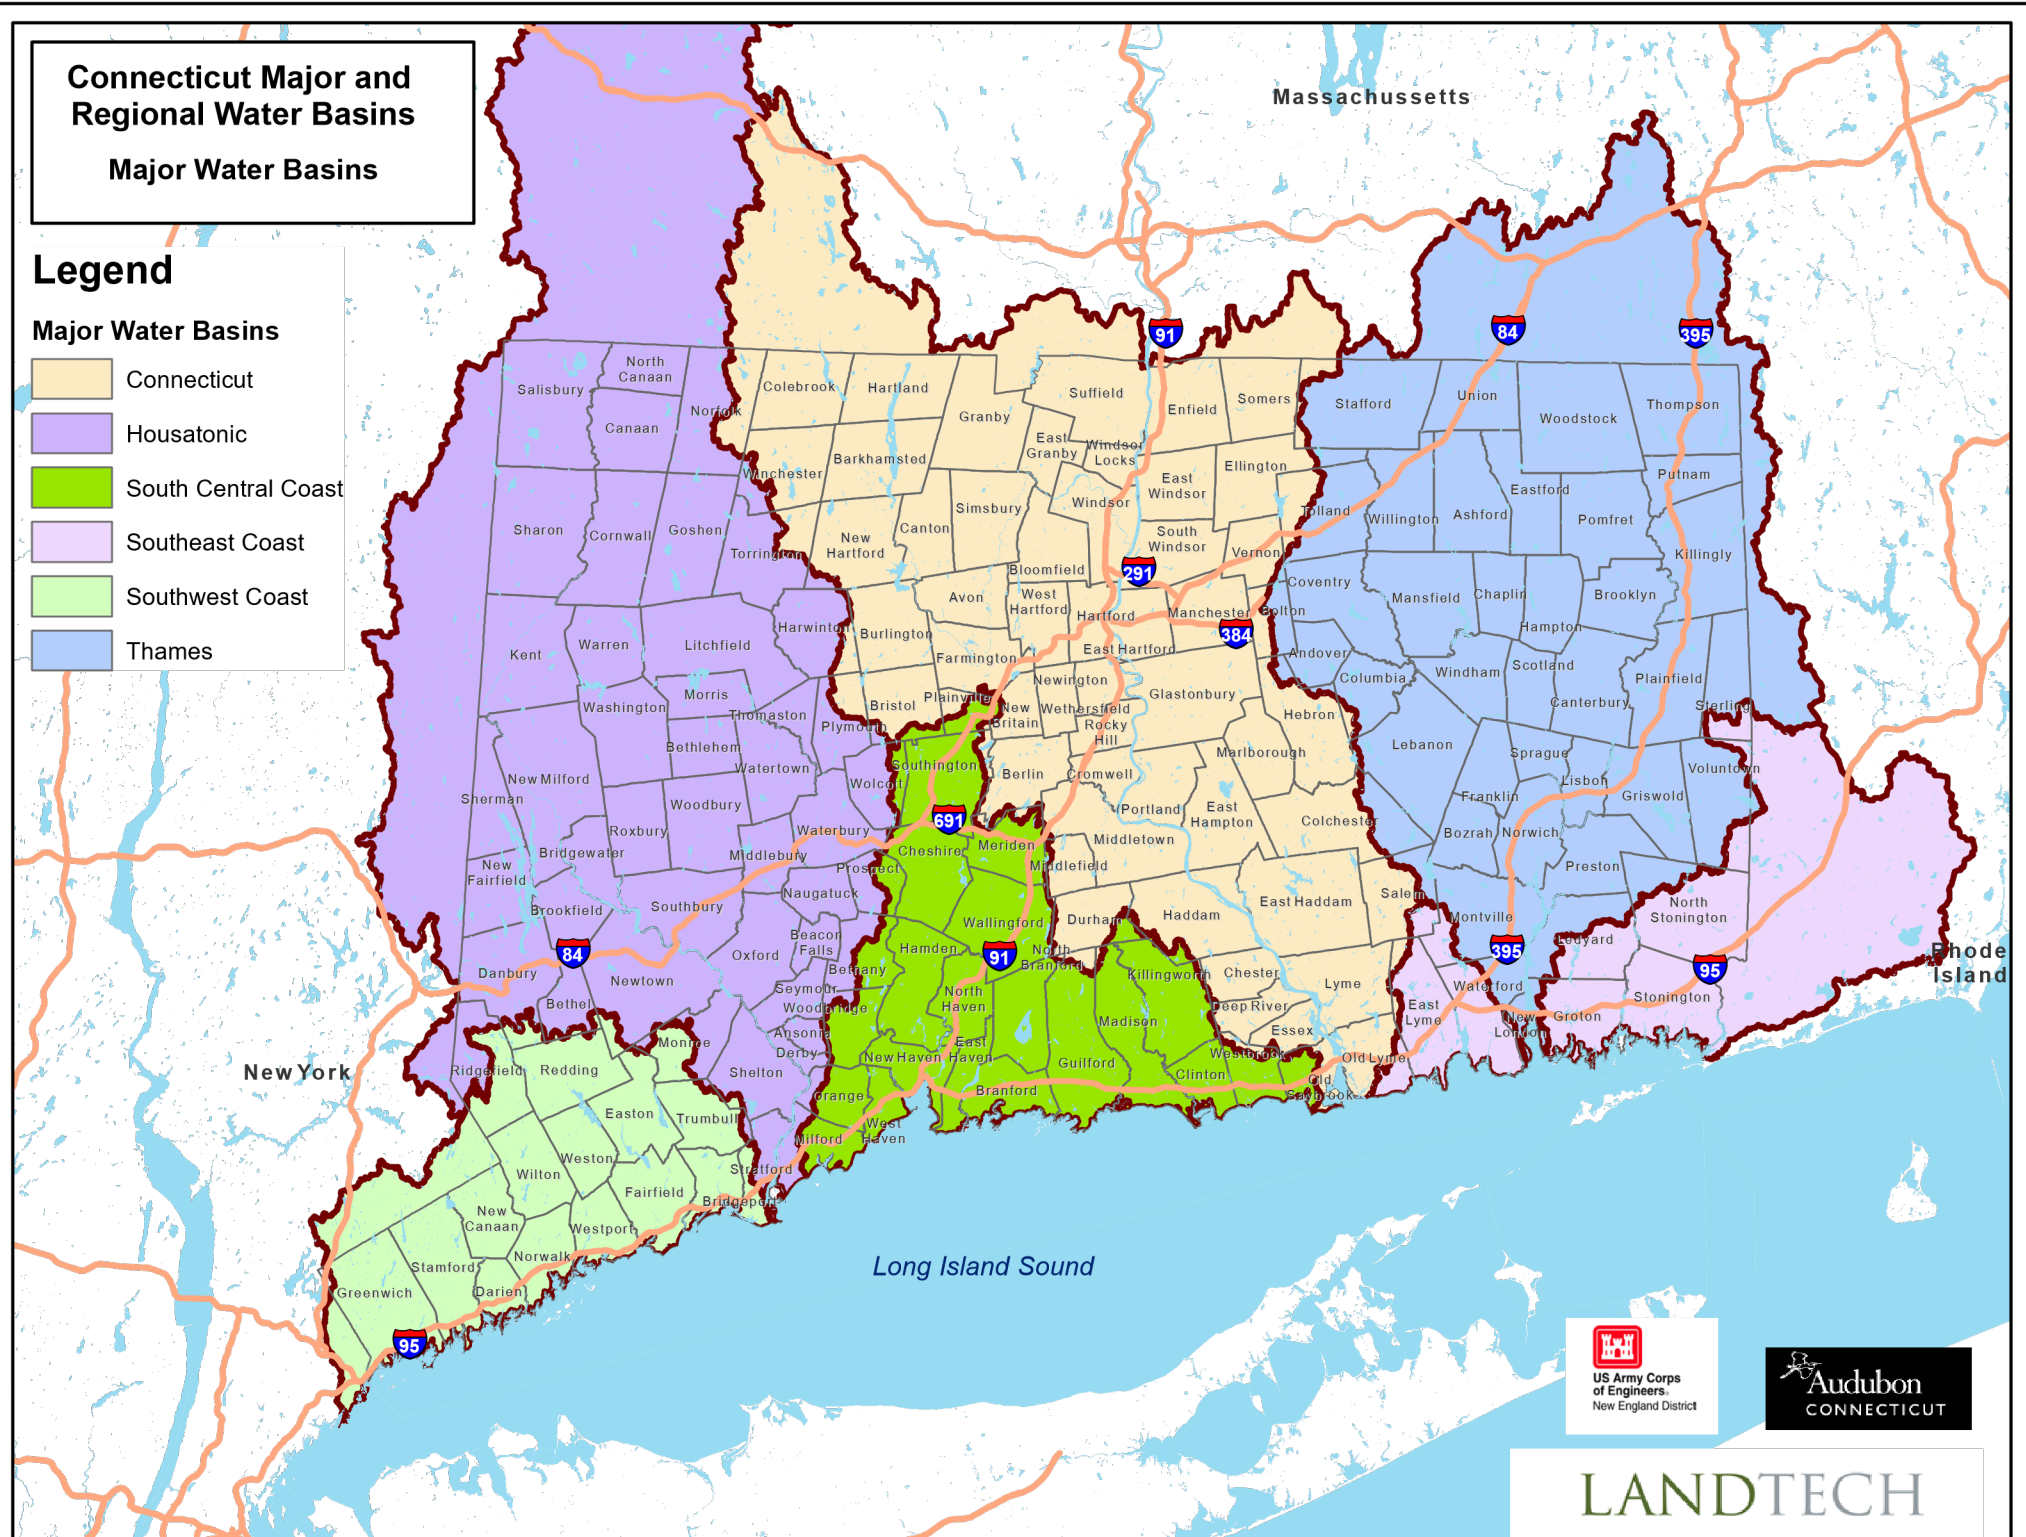 Connecticut Major and
Regional Water Basins
Major Water Basins
Legend
Major Water Basins
Connecticut
Housatonic
South Central Coast
Southeast Coast
Southwest Coast
Thames
Massachussetts
New York
Rhode
Island
Long Island Sound
91
84
395
291
384
691
84
91
395
95
95
Salisbury
North
Canaan
Canaan
Norfolk
Colebrook
Hartland
Granby
Suffield
Enfield
Somers
Stafford
Union
Woodstock
Thompson
Winchester
Barkhamsted
East
Granby
Windsor
Locks
East
Windsor
Ellington
Putnam
Eastford
Sharon
Cornwall
Goshen
Torrington
New
Hartford
Canton
Simsbury
Windsor
South
Windsor
Vernon
Tolland
Willington
Ashford
Pomfret
Killingly
Bloomfield
Avon
West
Hartford
Hartford
Manchester
Bolton
Coventry
Mansfield
Chaplin
Brooklyn
Hampton
Kent
Warren
Litchfield
Harwinton
Burlington
Farmington
East Hartford
Andover
Columbia
Windham
Scotland
Plainfield
Canterbury
Sterling
Morris
Washington
Thomaston
Plymouth
Bristol
Plainville
Newington
New
Britain
Wethersfield
Rocky
Hill
Glastonbury
Hebron
Marlborough
Lebanon
Sprague
Lisbon
Voluntown
Griswold
Franklin
Bozrah
Norwich
Preston
Bethlehem
Watertown
Wolcott
Southington
Berlin
Cromwell
Portland
East
Hampton
Colchester
New Milford
Sherman
Woodbury
Roxbury
Waterbury
Middlebury
Prospect
Cheshire
Meriden
Middletown
Middlefield
Bridgewater
New
Fairfield
Brookfield
Southbury
Naugatuck
Beacon
Falls
Oxford
Bethany
Hamden
Wallingford
Durham
Haddam
East Haddam
Salem
Montville
Ledyard
North
Stonington
Danbury
Bethel
Newtown
Seymour
Woodbridge
Ansonia
Derby
North
Haven
North
Branford
Killingworth
Chester
Lyme
Deep River
Essex
East
Lyme
Waterford
New
London
Groton
Stonington
Ridgefield
Redding
Monroe
Shelton
New Haven
East
Haven
Guilford
Madison
Westbrook
Clinton
Old Lyme
Old
Saybrook
Branford
Orange
West
Haven
Milford
Easton
Trumbull
Weston
Wilton
Stratford
Fairfield
Bridgeport
New
Canaan
Westport
Norwalk
Stamford
Darien
Greenwich
US Army Corps
of Engineers®
New England District
Audubon
CONNECTICUT
LANDTECH